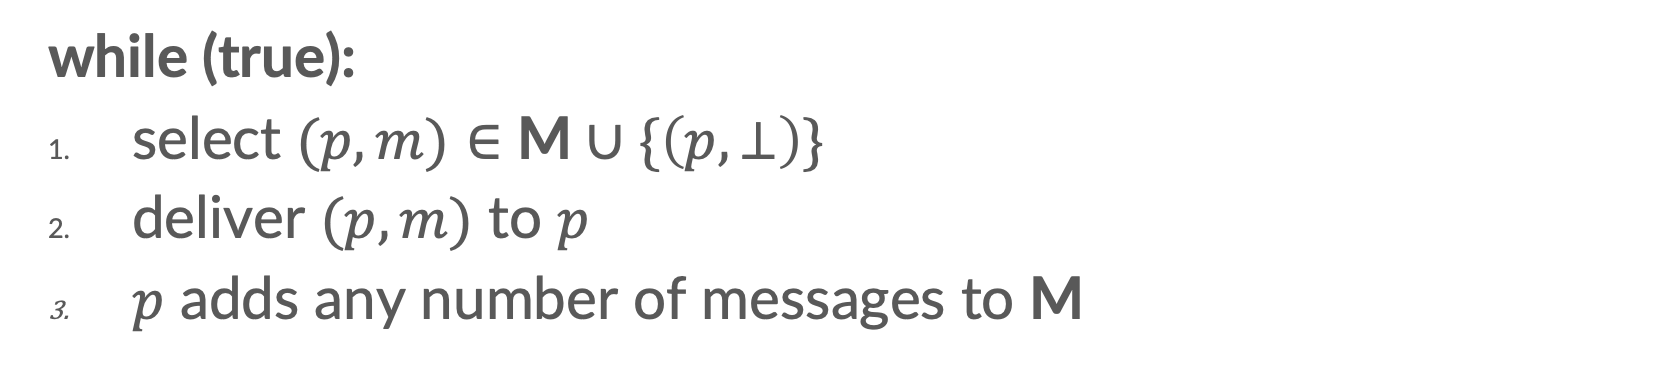 while (true):
1. select (𝑝, 𝑚) ∈ M ∪ {(𝑝, ⊥)}
2. deliver (𝑝, 𝑚) to 𝑝
3. 𝑝 adds any number of messages to M